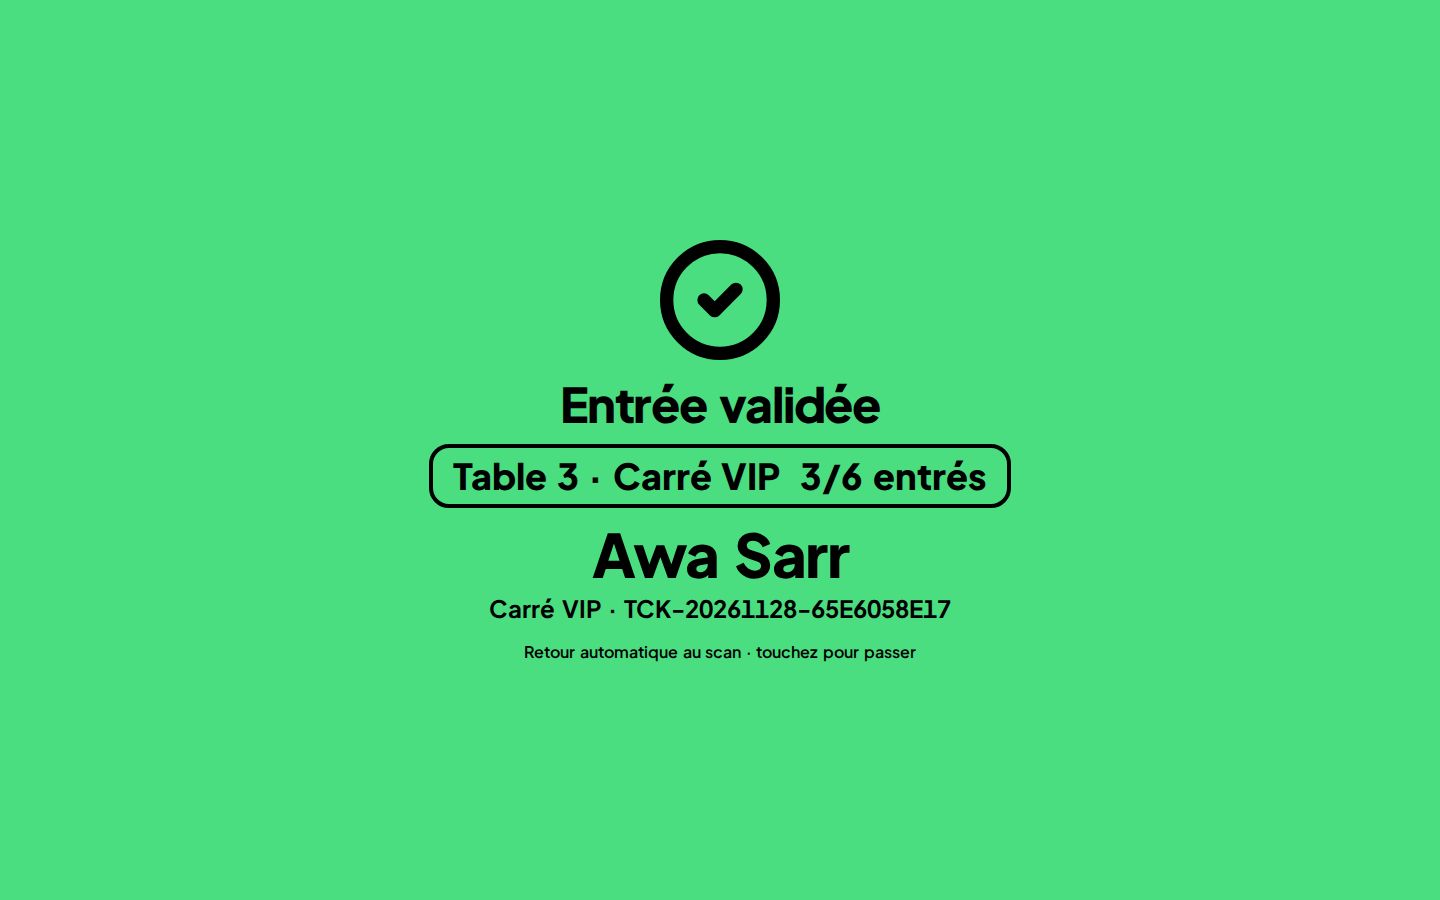 Entrée validée
Table 3 · Carré VIP 3/6 entrés
Awa Sarr
Carré VIP · TCK-20261128-65E6058E17
Retour automatique au scan · touchez pour passer